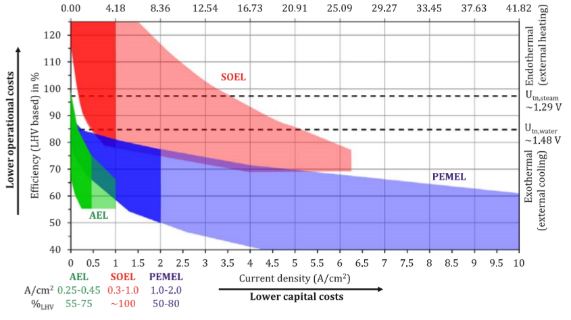 0.00 4.18 8.36 12.54 16.73 20.91 25.09 29.27 33.45 37.63 41.82
Lower operational costs
Efficiency (LHV based) in %
120
110
100
90
80
70
60
50
40
SOEL
PEMEL
AEL
Endothermal
(external heating)
Utn,steam
~1.29 V
Utn,water
~1.48 V
Exothermal
(external cooling)
0 0.5 1 1.5 2 2.5 3 3.5 4 4.5 5 5.5 6 6.5 7 7.5 8 8.5 9 9.5 10
AEL SOEL PEMEL Current density (A/cm²)
A/cm² 0.25-0.45 0.3-1.0 1.0-2.0 Lower capital costs
%LHV 55-75 ~100 50-80